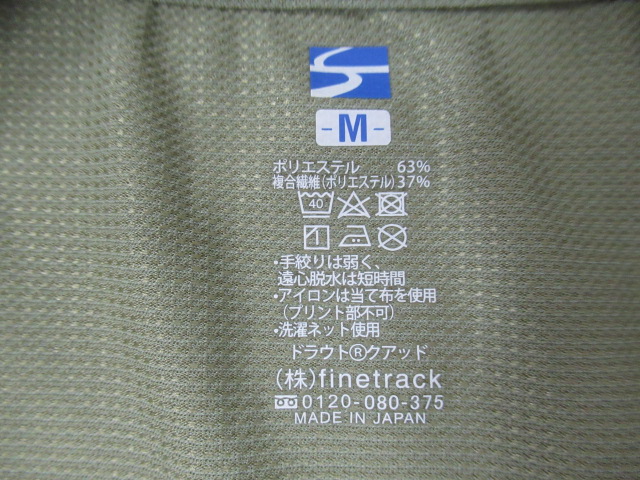 -M-
ポリエステル 63%
複合繊維(ポリエステル)37%
40
・手絞りは弱く、
遠心脱水は短時間
・アイロンは当て布を使用
(プリント部不可)
・洗濯ネット使用
ドラウト®クアッド
(株)finetrack
0120-080-375
MADE IN JAPAN